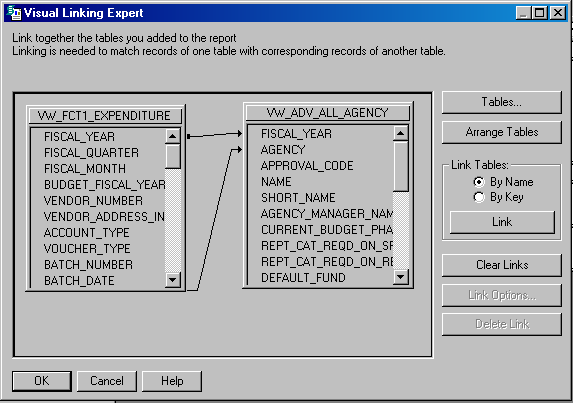 Visual Linking Expert
Link together the tables you added to the report
Linking is needed to match records of one table with corresponding records of another table.
VW_FCT1_EXPENDITURE
FISCAL_YEAR
FISCAL_QUARTER
FISCAL_MONTH
BUDGET_FISCAL_YEAR
VENDOR_NUMBER
VENDOR_ADDRESS_IN
ACCOUNT_TYPE
VOUCHER_TYPE
BATCH_NUMBER
BATCH_DATE
VW_ADV_ALL_AGENCY
FISCAL_YEAR
AGENCY
APPROVAL_CODE
NAME
SHORT_NAME
AGENCY_MANAGER_NAM
CURRENT_BUDGET_PHA
REPT_CAT_REQD_ON_SF
REPT_CAT_REQD_ON_RE
DEFAULT_FUND
Tables...
Arrange Tables
Link Tables:
By Name
By Key
Link
Clear Links
Link Options...
Delete Link
OK
Cancel
Help